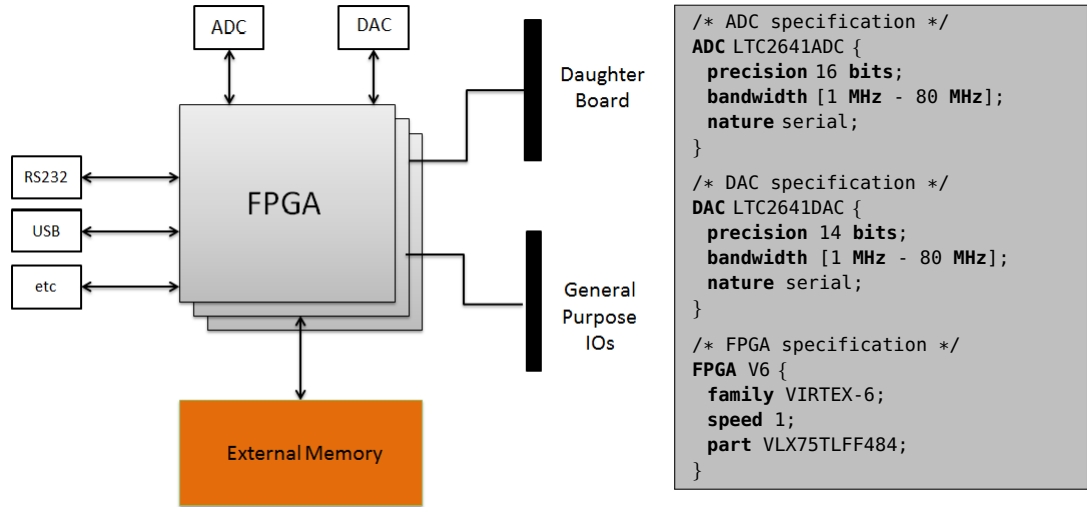 ADC
DAC
Daughter
Board
RS232
USB
etc
FPGA
General
Purpose
IOs
External Memory
/* ADC specification */
ADC LTC2641ADC {
precision 16 bits;
bandwidth [1 MHz - 80 MHz];
nature serial;
}
/* DAC specification */
DAC LTC2641DAC {
precision 14 bits;
bandwidth [1 MHz - 80 MHz];
nature serial;
}
/* FPGA specification */
FPGA V6 {
family VIRTEX-6;
speed 1;
part VLX75TLFF484;
}